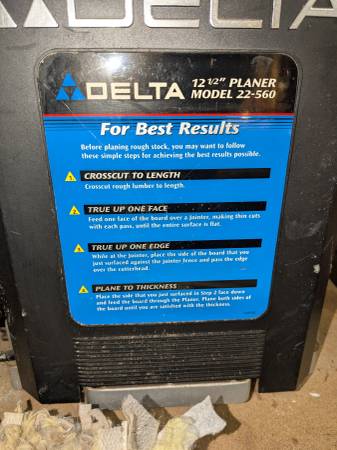 DELTA
DELTA
12 1/2" PLANER
MODEL 22-560
For Best Results
Before planing rough stock, you may want to follow
these simple steps for achieving the best results possible.
1 CROSSCUT TO LENGTH
Crosscut rough lumber to length.
2 TRUE UP ONE FACE
Feed one face of the board over a Jointer, making thin cuts
with each pass, until the entire surface is flat.
3 TRUE UP ONE EDGE
While at the Jointer, place the side of the board that you
just surfaced against the Jointer fence and pass the edge
over the cutterhead.
4 PLANE TO THICKNESS
Place the side that you just surfaced in Step 2 face down
and feed the board through the Planer. Plane both sides of
the board until you are satisfied with the thickness.